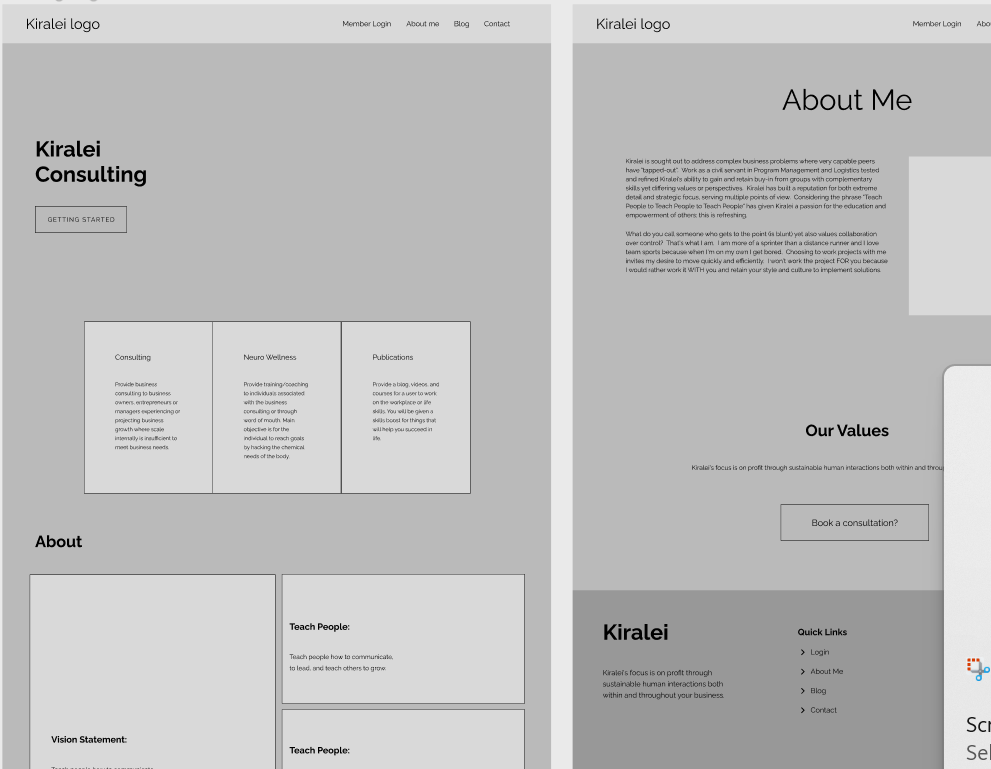 Kiralei logo
Member Login About me Blog Contact
Kiralei
Consulting
GETTING STARTED
Consulting
Provide business
consulting to business
owners, entrepreneurs or
managers experiencing or
projecting business
growth where scale
internally is insufficient to
meet business needs.
Neuro Wellness
Provide training/coaching
to individuals associated
with the business
consulting or through
word of mouth. Main
objective is for the
individual to reach goals
by hacking the chemical
needs of the body.
Publications
Provide a blog, videos, and
courses for a user to work
on the workplace or life
skills. You will be given a
skills boost for things that
will help you succeed in
life.
About
Vision Statement:
Teach People:
Teach people how to communicate,
to lead, and teach others to grow.
Teach People:
Kiralei logo
Member Login Abo
About Me
Kiralei is sought out to address complex business problems where very capable peers
have "tapped-out". Work as a civil servant in Program Management and Logistics tested
and refined Kiralei's ability to gain and retain buy-in from groups with complementary
skills yet differing values or perspectives. Kiralei has built a reputation for both extreme
detail and strategic focus, serving multiple points of view. Considering the phrase "Teach
People to Teach People to Teach People" has given Kiralei a passion for the education and
empowerment of others; this is refreshing.
What do you call someone who gets to the point (is blunt) yet also values collaboration
over control? That's what I am. I am more of a sprinter than a distance runner and I love
team sports because when I'm on my own I get bored. Choosing to work projects with me
invites my desire to move quickly and efficiently. I won't work the project FOR you because
I would rather work it WITH you and retain your style and culture to implement solutions.
Our Values
Kiralei's focus is on profit through sustainable human interactions both within and throu
Book a consultation?
Kiralei
Kiralei's focus is on profit through
sustainable human interactions both
within and throughout your business.
Quick Links
Login
About Me
Blog
Contact
Scr
Sel